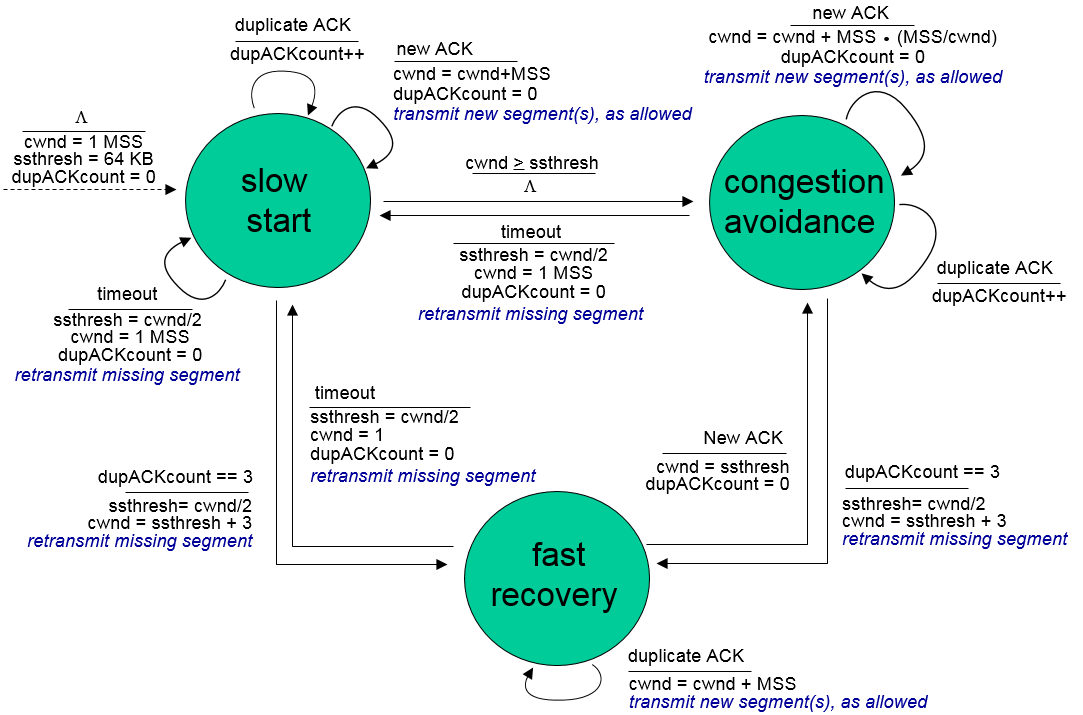 duplicate ACK
dupACKcount++
new ACK
cwnd = cwnd+MSS
dupACKcount = 0
transmit new segment(s), as allowed
new ACK
cwnd = cwnd + MSS • (MSS/cwnd)
dupACKcount = 0
transmit new segment(s), as allowed
Λ
cwnd = 1 MSS
ssthresh = 64 KB
dupACKcount = 0
slow
start
cwnd ≥ ssthresh
Λ
congestion
avoidance
timeout
ssthresh = cwnd/2
cwnd = 1 MSS
dupACKcount = 0
retransmit missing segment
timeout
ssthresh = cwnd/2
cwnd = 1 MSS
dupACKcount = 0
retransmit missing segment
duplicate ACK
dupACKcount++
timeout
ssthresh = cwnd/2
cwnd = 1
dupACKcount = 0
retransmit missing segment
New ACK
cwnd = ssthresh
dupACKcount = 0
dupACKcount == 3
ssthresh= cwnd/2
cwnd = ssthresh + 3
retransmit missing segment
dupACKcount == 3
ssthresh= cwnd/2
cwnd = ssthresh + 3
retransmit missing segment
fast
recovery
duplicate ACK
cwnd = cwnd + MSS
transmit new segment(s), as allowed